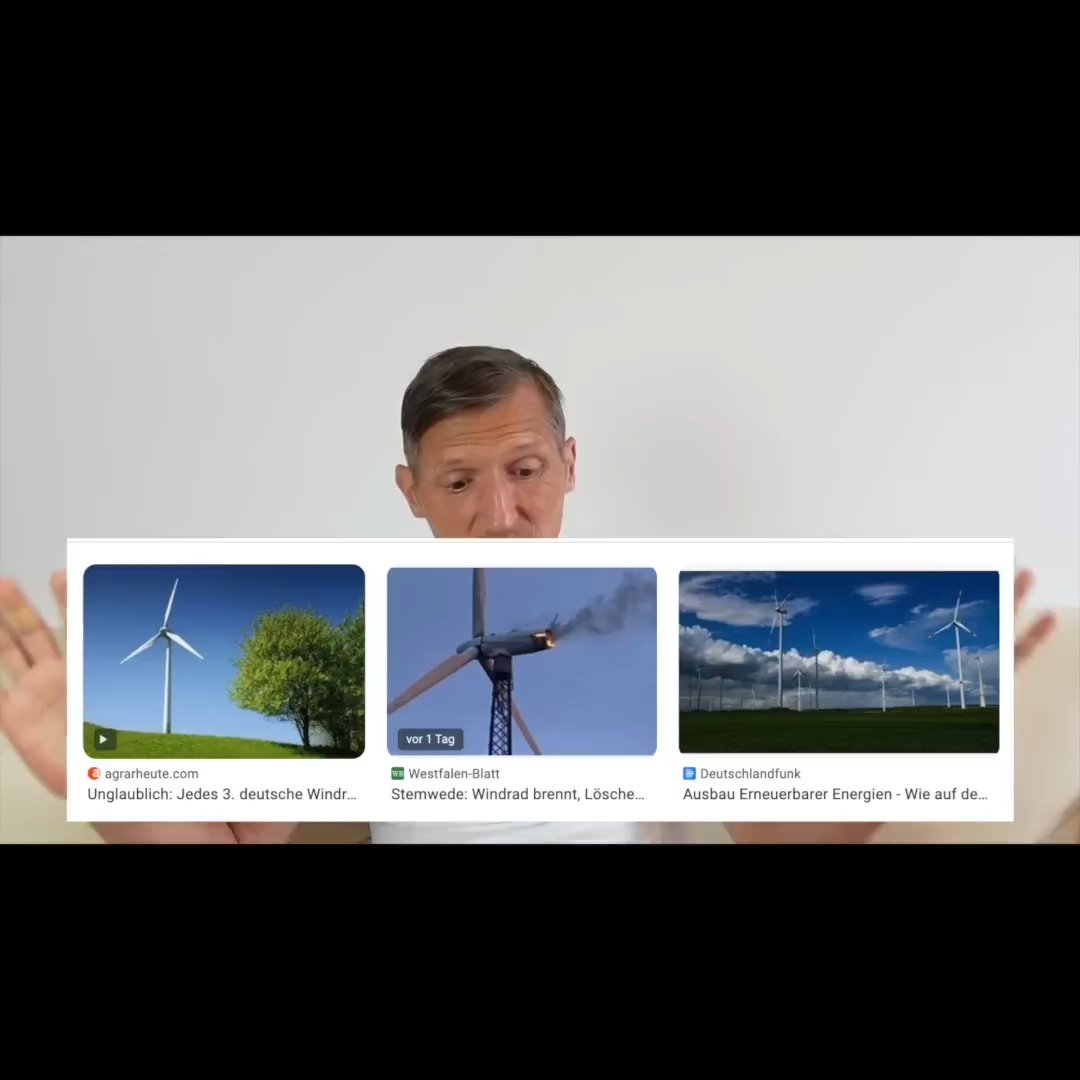 vor 1 Tag
agrarheute.com
Unglaublich: Jedes 3. deutsche Windr...
Westfalen-Blatt
Stemwede: Windrad brennt, Lösche...
Deutschlandfunk
Ausbau Erneuerbarer Energien - Wie auf de...